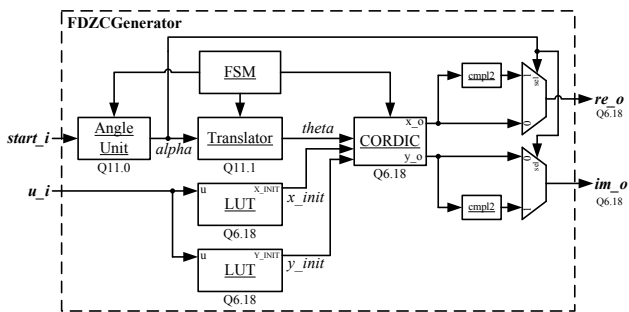 FDZCGenerator
FSM
cmpl2
1
sel
0
re_o
Q6.18
start_i
Angle
Unit
Q11.0
alpha
Translator
Q11.1
theta
x_o
CORDIC
y_o
Q6.18
0
sel
1
cmpl2
im_o
Q6.18
u_i
u
X_INIT
LUT
Q6.18
x_init
u
Y_INIT
LUT
Q6.18
y_init